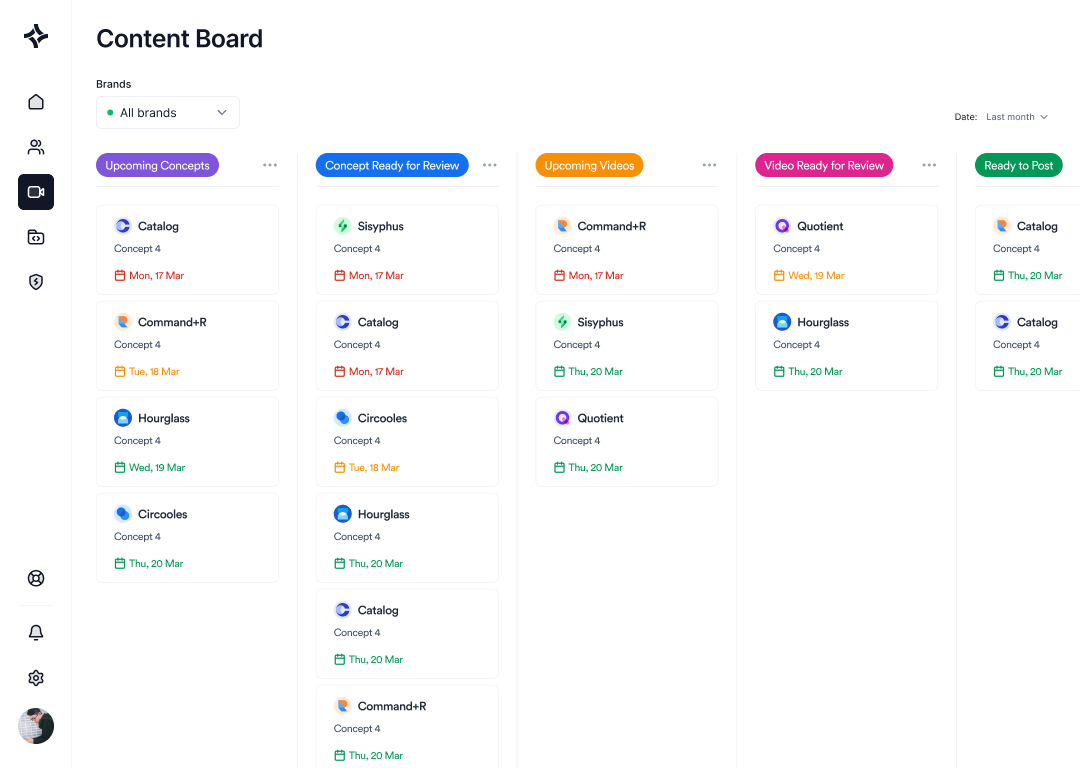 Content Board
Brands
All brands
Date: Last month
Upcoming Concepts
Catalog
Concept 4
Mon, 17 Mar
Command+R
Concept 4
Tue, 18 Mar
Hourglass
Concept 4
Wed, 19 Mar
Circooles
Concept 4
Thu, 20 Mar
Concept Ready for Review
Sisyphus
Concept 4
Mon, 17 Mar
Catalog
Concept 4
Mon, 17 Mar
Circooles
Concept 4
Tue, 18 Mar
Hourglass
Concept 4
Thu, 20 Mar
Catalog
Concept 4
Thu, 20 Mar
Command+R
Concept 4
Thu, 20 Mar
Upcoming Videos
Command+R
Concept 4
Mon, 17 Mar
Sisyphus
Concept 4
Thu, 20 Mar
Quotient
Concept 4
Thu, 20 Mar
Video Ready for Review
Quotient
Concept 4
Wed, 19 Mar
Hourglass
Concept 4
Thu, 20 Mar
Ready to Post
Catalog
Concept 4
Thu, 20 Mar
Catalog
Concept 4
Thu, 20 Mar